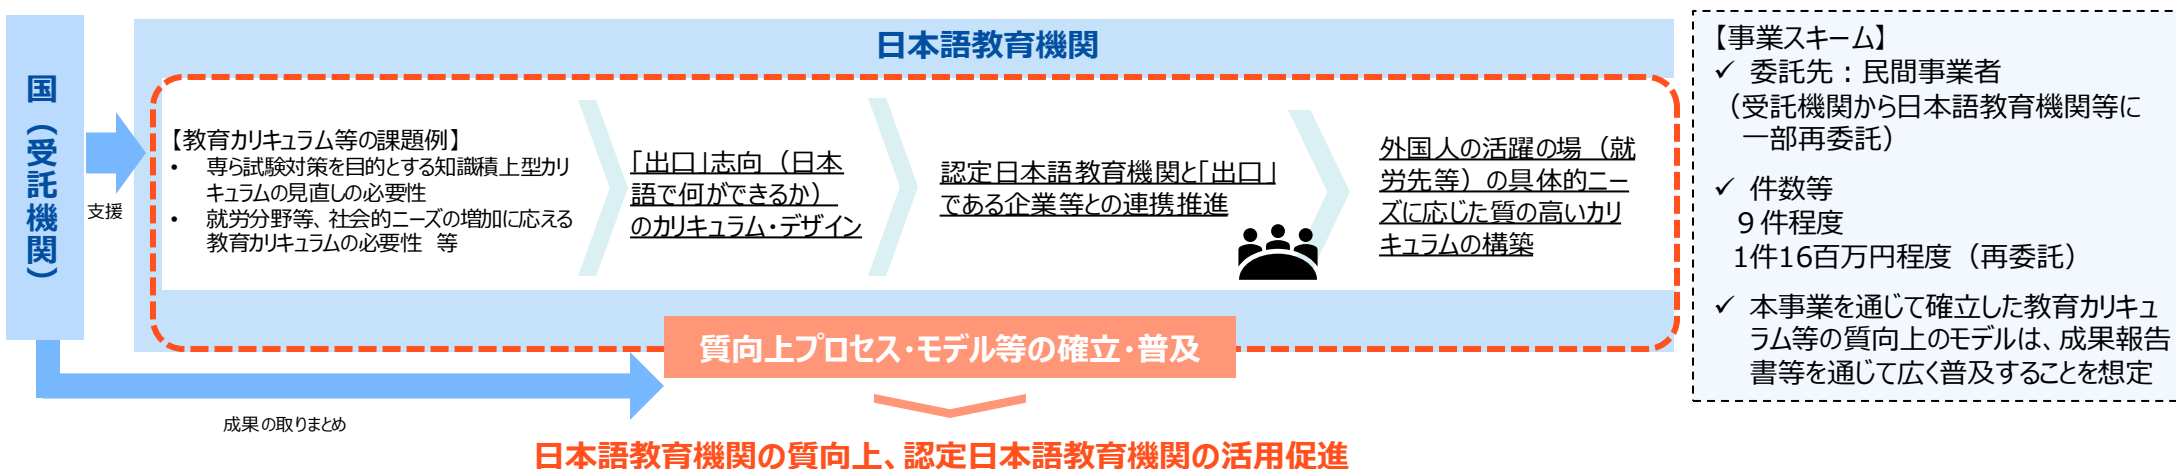 国（受託機関）
支援
日本語教育機関
【教育カリキュラム等の課題例】
• 専ら試験対策を目的とする知識積上型カリ
キュラムの見直しの必要性
• 就労分野等、社会的ニーズの増加に応える
教育カリキュラムの必要性 等
「出口」志向（日本
語で何ができるか）
のカリキュラム・デザイン
認定日本語教育機関と「出口」
である企業等との連携推進
外国人の活躍の場（就
労先等）の具体的ニー
ズに応じた質の高いカリ
キュラムの構築
質向上プロセス・モデル等の確立・普及
成果の取りまとめ
日本語教育機関の質向上、認定日本語教育機関の活用促進
【事業スキーム】
✓ 委託先：民間事業者
（受託機関から日本語教育機関等に
一部再委託）
✓ 件数等
９件程度
1件16百万円程度（再委託）
✓ 本事業を通じて確立した教育カリキュ
ラム等の質向上のモデルは、成果報告
書等を通じて広く普及することを想定